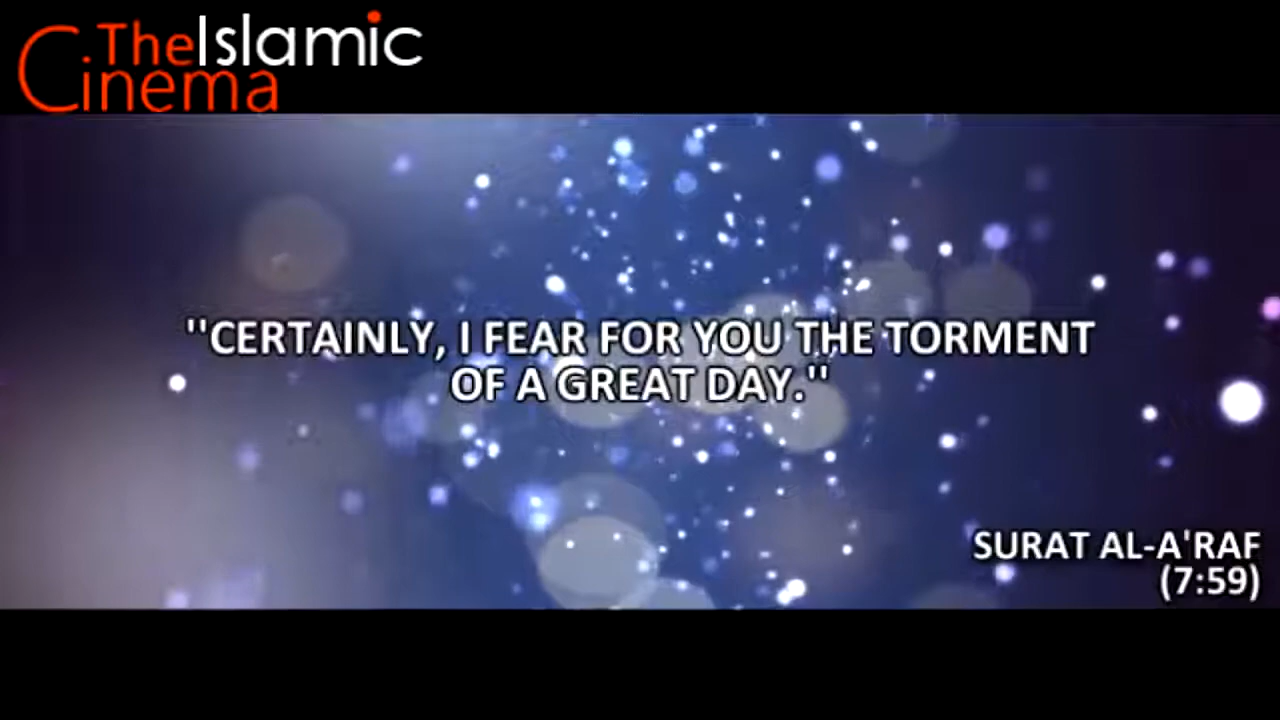 TheIslamic
Cinema
"CERTAINLY, I FEAR FOR YOU THE TORMENT
OF A GREAT DAY."
SURAT AL-A'RAF
(7:59)